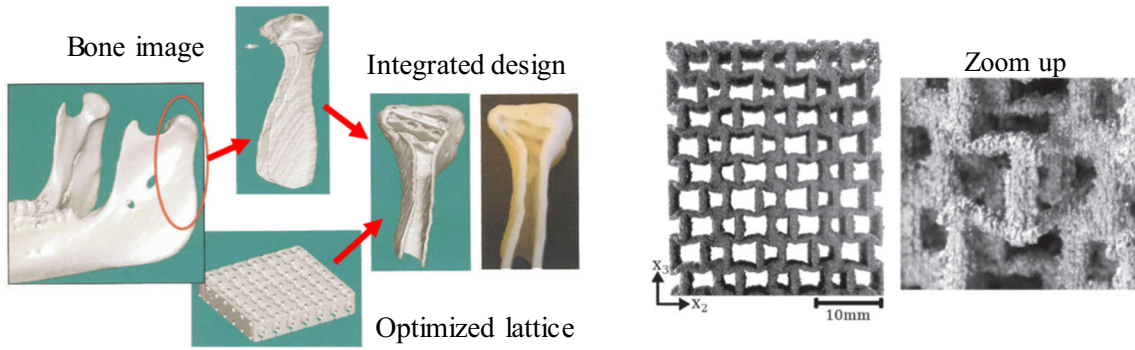 Bone image
Integrated design
Optimized lattice
Zoom up
x3
x2
10mm